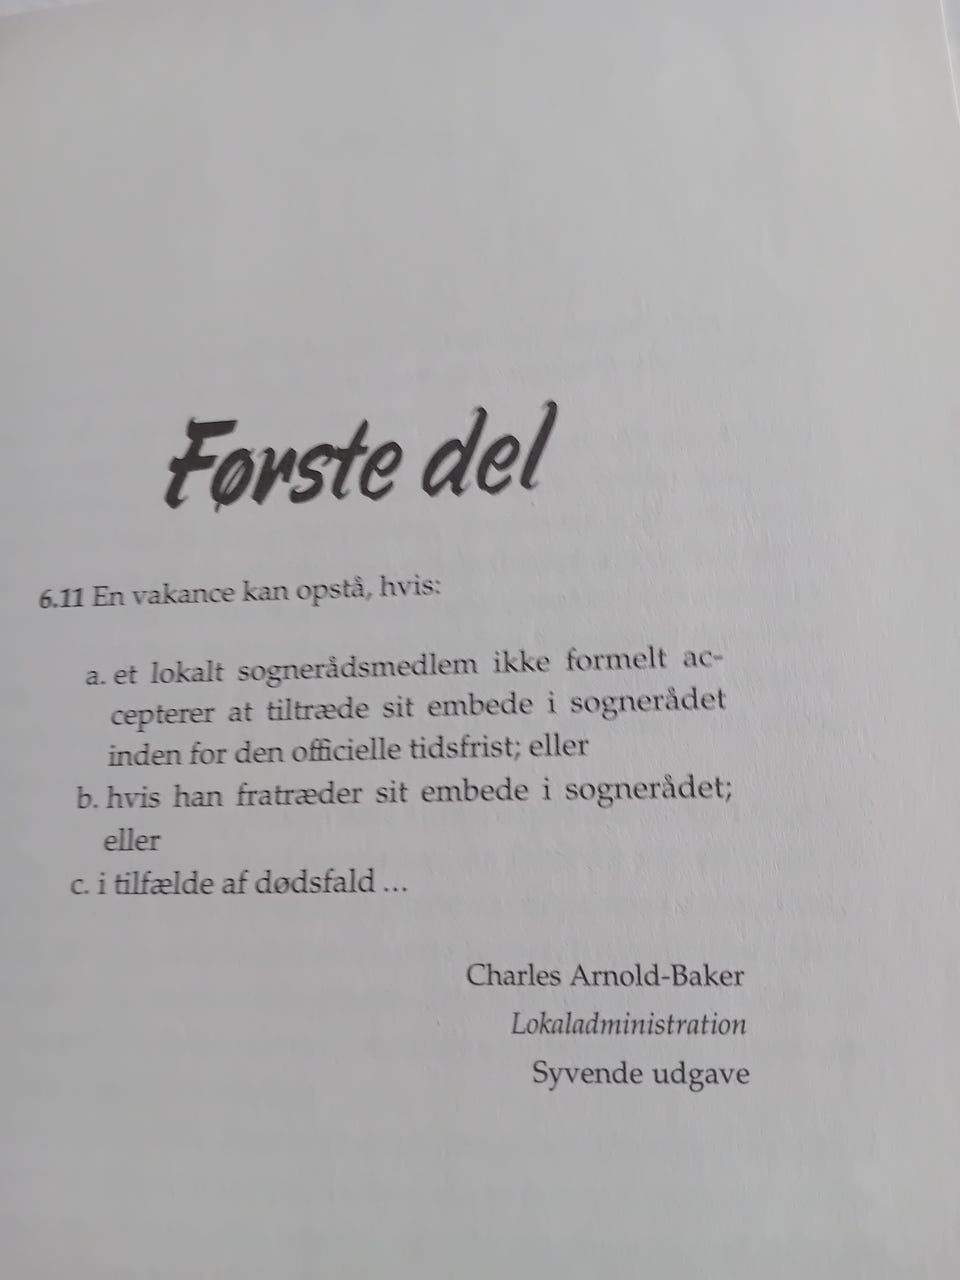 Første del
6.11 En vakance kan opstå, hvis:
a. et lokalt sognerådsmedlem ikke formelt ac-
cepterer at tiltræde sit embede i sognerådet
inden for den officielle tidsfrist; eller
b. hvis han fratræder sit embede i sognerådet;
eller
c. i tilfælde af dødsfald ...
Charles Arnold-Baker
Lokaladministration
Syvende udgave